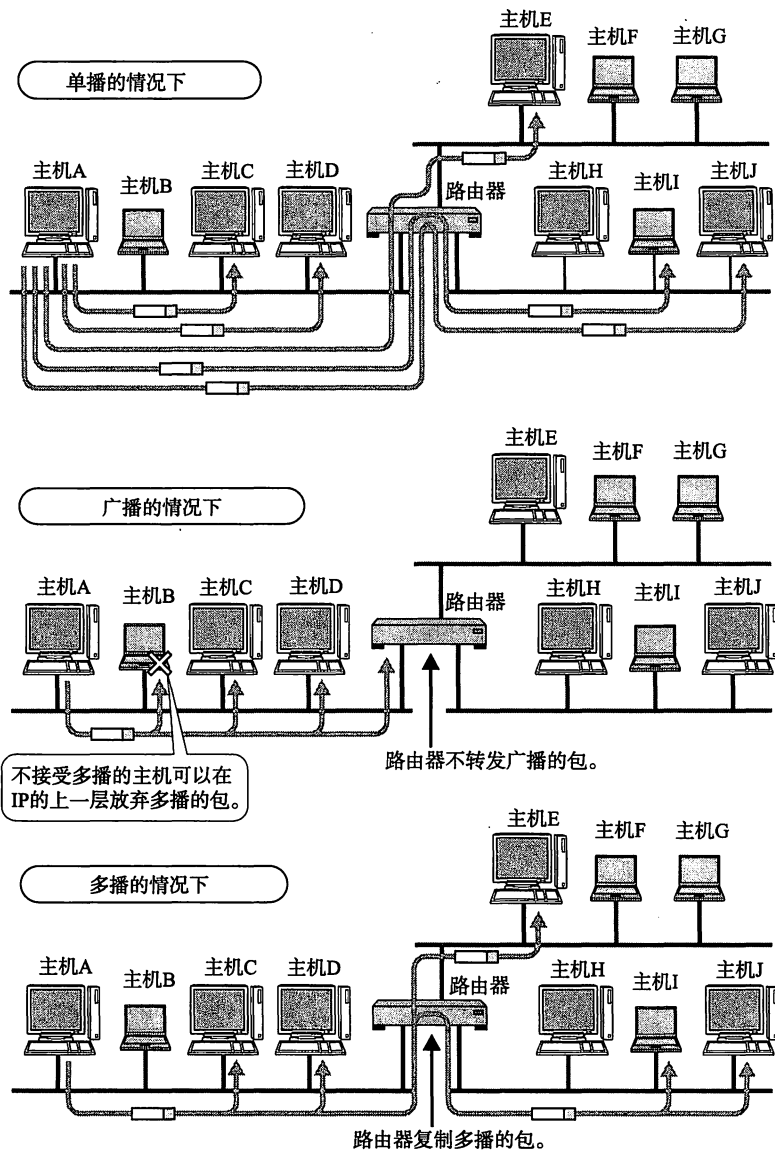 主机E
主机F
主机G
单播的情况下
主机A
主机B
主机C
主机D
路由器
主机H
主机I
主机J
主机E
主机F
主机G
广播的情况下
主机A
主机B
主机C
主机D
路由器
主机H
主机I
主机J
不接受多播的主机可以在
IP的上一层放弃多播的包。
路由器不转发广播的包。
主机E
主机F
主机G
多播的情况下
主机A
主机B
主机C
主机D
路由器
主机H
主机I
主机J
路由器复制多播的包。